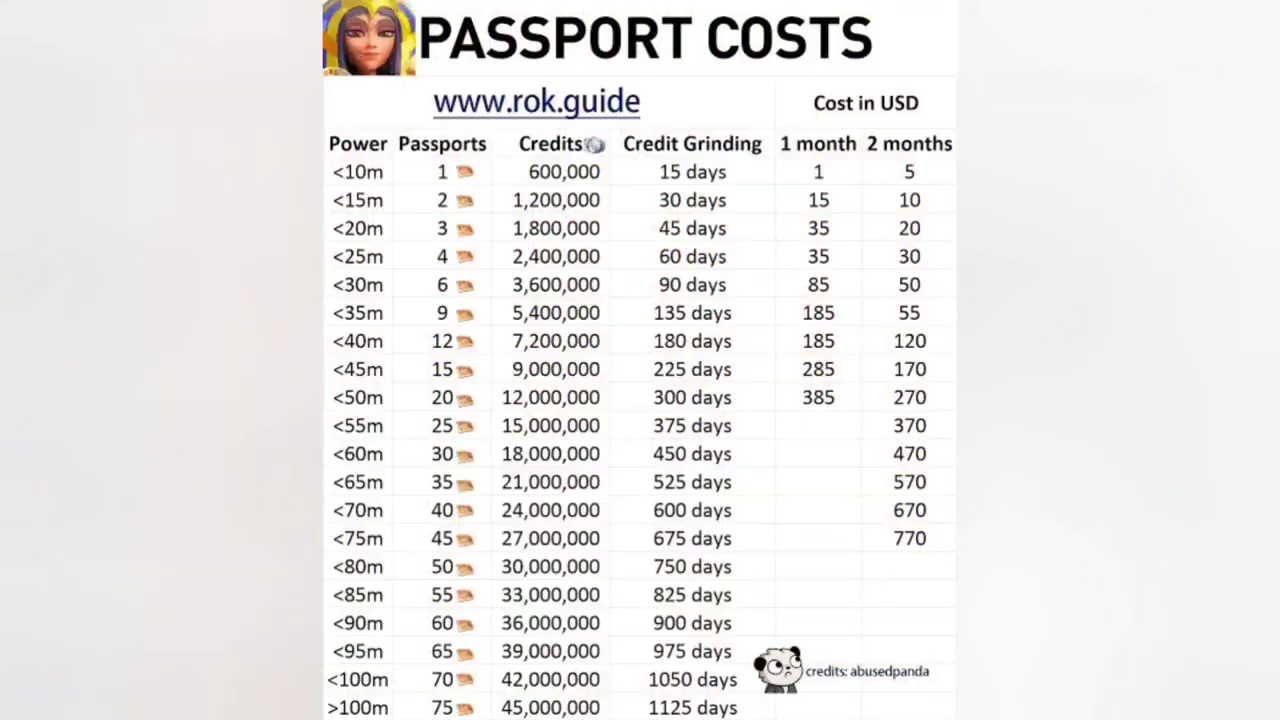 PASSPORT COSTS
www.rok.guide Cost in USD
Power Passports Credits Credit Grinding 1 month 2 months
<10m 1 600,000 15 days 1 5
<15m 2 1,200,000 30 days 15 10
<20m 3 1,800,000 45 days 35 20
<25m 4 2,400,000 60 days 35 30
<30m 6 3,600,000 90 days 85 50
<35m 9 5,400,000 135 days 185 55
<40m 12 7,200,000 180 days 185 120
<45m 15 9,000,000 225 days 285 170
<50m 20 12,000,000 300 days 385 270
<55m 25 15,000,000 375 days 370
<60m 30 18,000,000 450 days 470
<65m 35 21,000,000 525 days 570
<70m 40 24,000,000 600 days 670
<75m 45 27,000,000 675 days 770
<80m 50 30,000,000 750 days
<85m 55 33,000,000 825 days
<90m 60 36,000,000 900 days
<95m 65 39,000,000 975 days
credits: abusedpanda
<100m 70 42,000,000 1050 days
>100m 75 45,000,000 1125 days